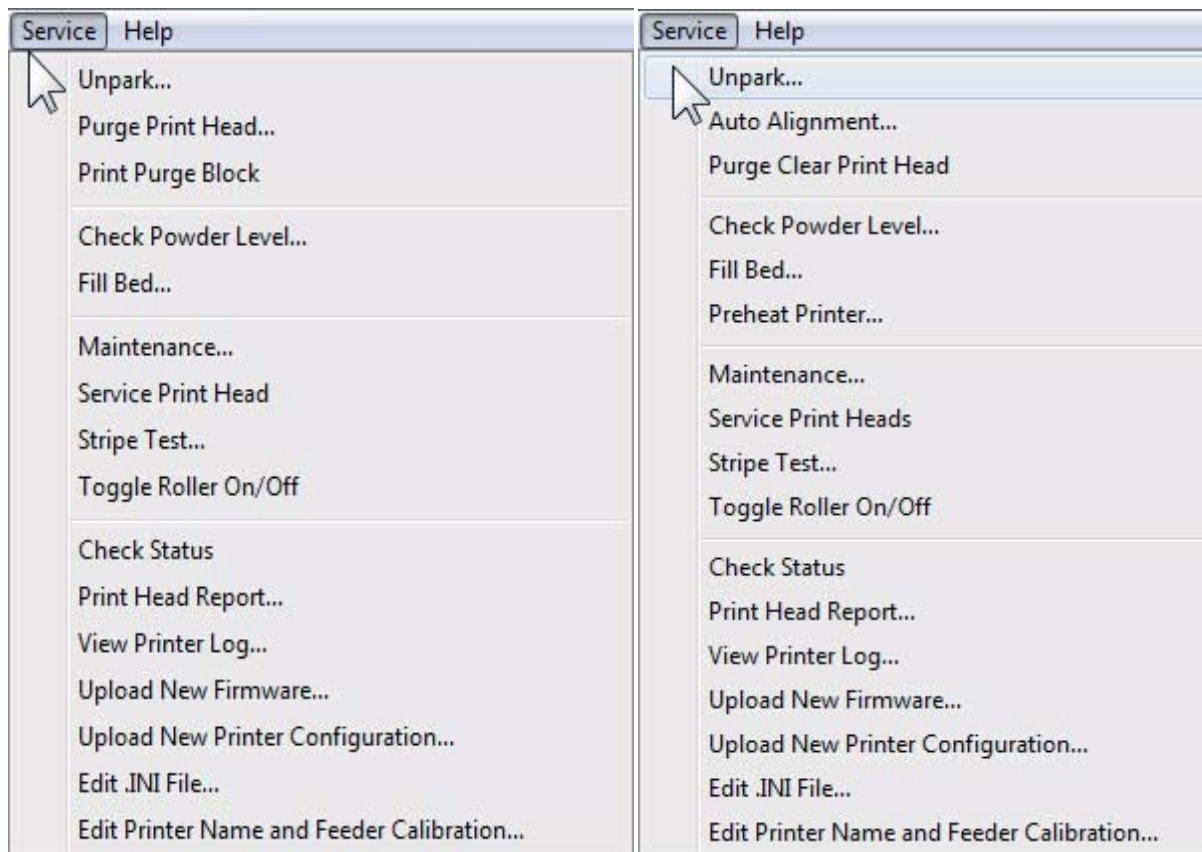 Service Help
Unpark...
Purge Print Head...
Print Purge Block
Check Powder Level...
Fill Bed...
Maintenance...
Service Print Head
Stripe Test...
Toggle Roller On/Off
Check Status
Print Head Report...
View Printer Log...
Upload New Firmware...
Upload New Printer Configuration...
Edit .INI File...
Edit Printer Name and Feeder Calibration...
Service Help
Unpark...
Auto Alignment...
Purge Clear Print Head
Check Powder Level...
Fill Bed...
Preheat Printer...
Maintenance...
Service Print Heads
Stripe Test...
Toggle Roller On/Off
Check Status
Print Head Report...
View Printer Log...
Upload New Firmware...
Upload New Printer Configuration...
Edit .INI File...
Edit Printer Name and Feeder Calibration...